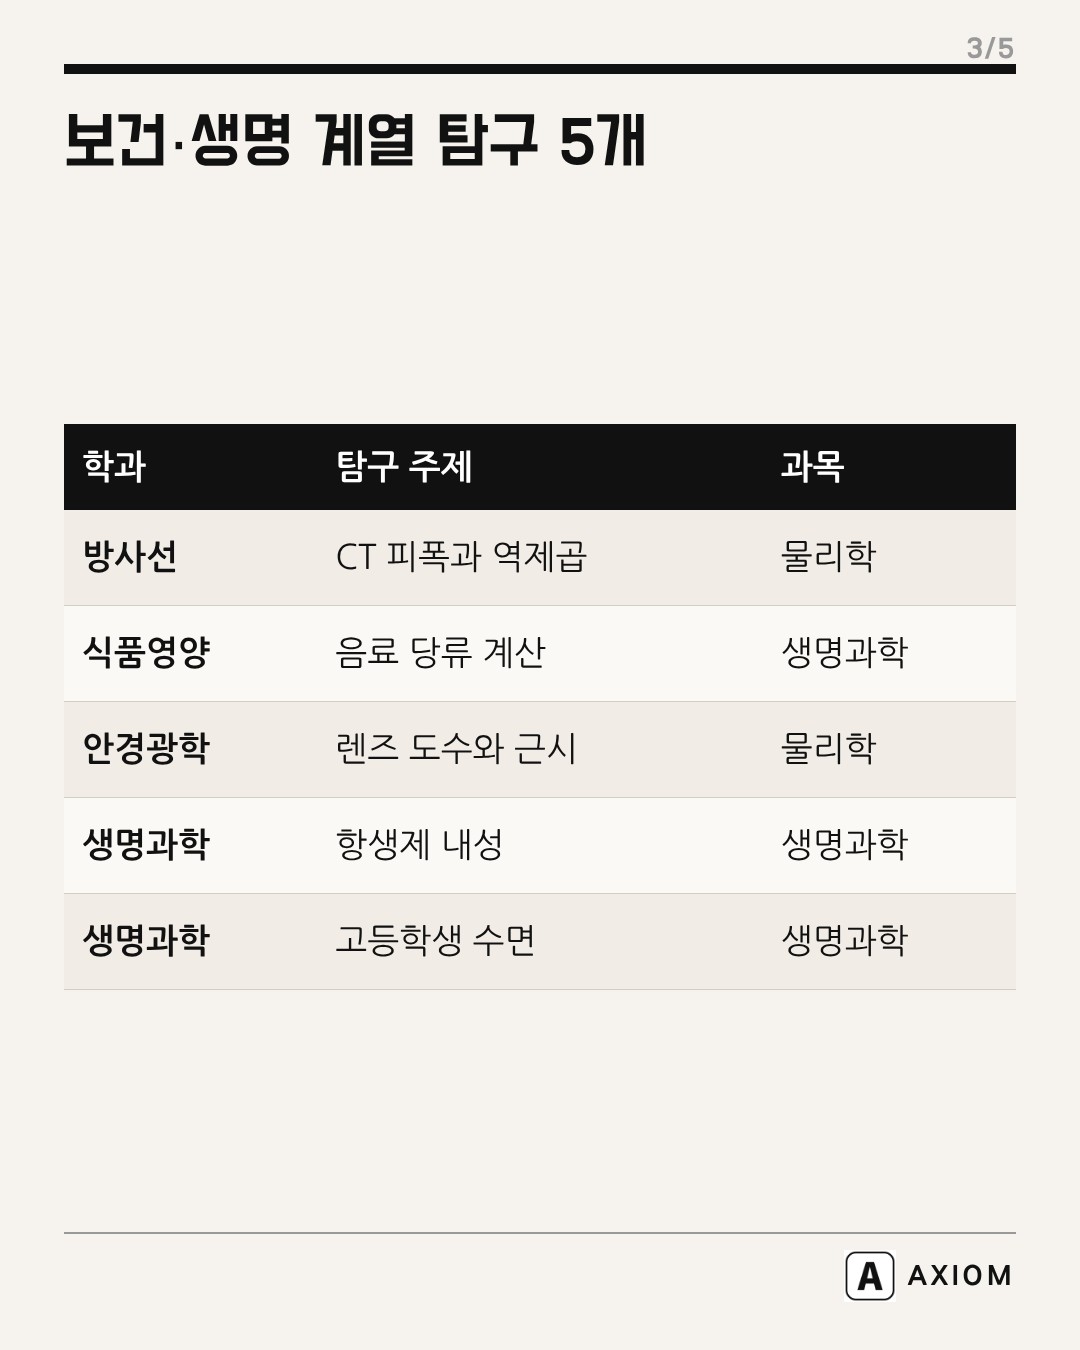 3/5
보건·생명 계열 탐구 5개
학과 탐구 주제 과목
방사선 CT 피폭과 역제곱 물리학
식품영양 음료 당류 계산 생명과학
안경광학 렌즈 도수와 근시 물리학
생명과학 항생제 내성 생명과학
생명과학 고등학생 수면 생명과학
A AXIOM